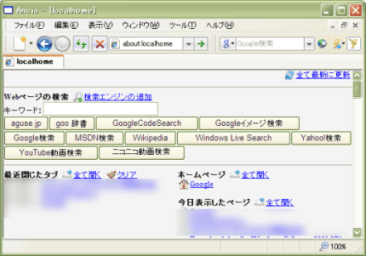 Ancia - [localhome]
ファイル(F) 編集(E) 表示(V) ウィンドウ(W) ツール(T) ヘルプ(H)
about:localhome Google検索
localhome
全て最新に更新
Webページの検索 検索エンジンの追加
キーワード:
aguse.jp goo 辞書 GoogleCodeSearch Googleイメージ検索
Google検索 MSDN検索 Wikipedia Windows Live Search Yahoo!検索
YouTube動画検索 ニコニコ動画検索
最近閉じたタブ 全て開く クリア
ホームページ 全て開く
Google
今日表示したページ 全て開く
100%